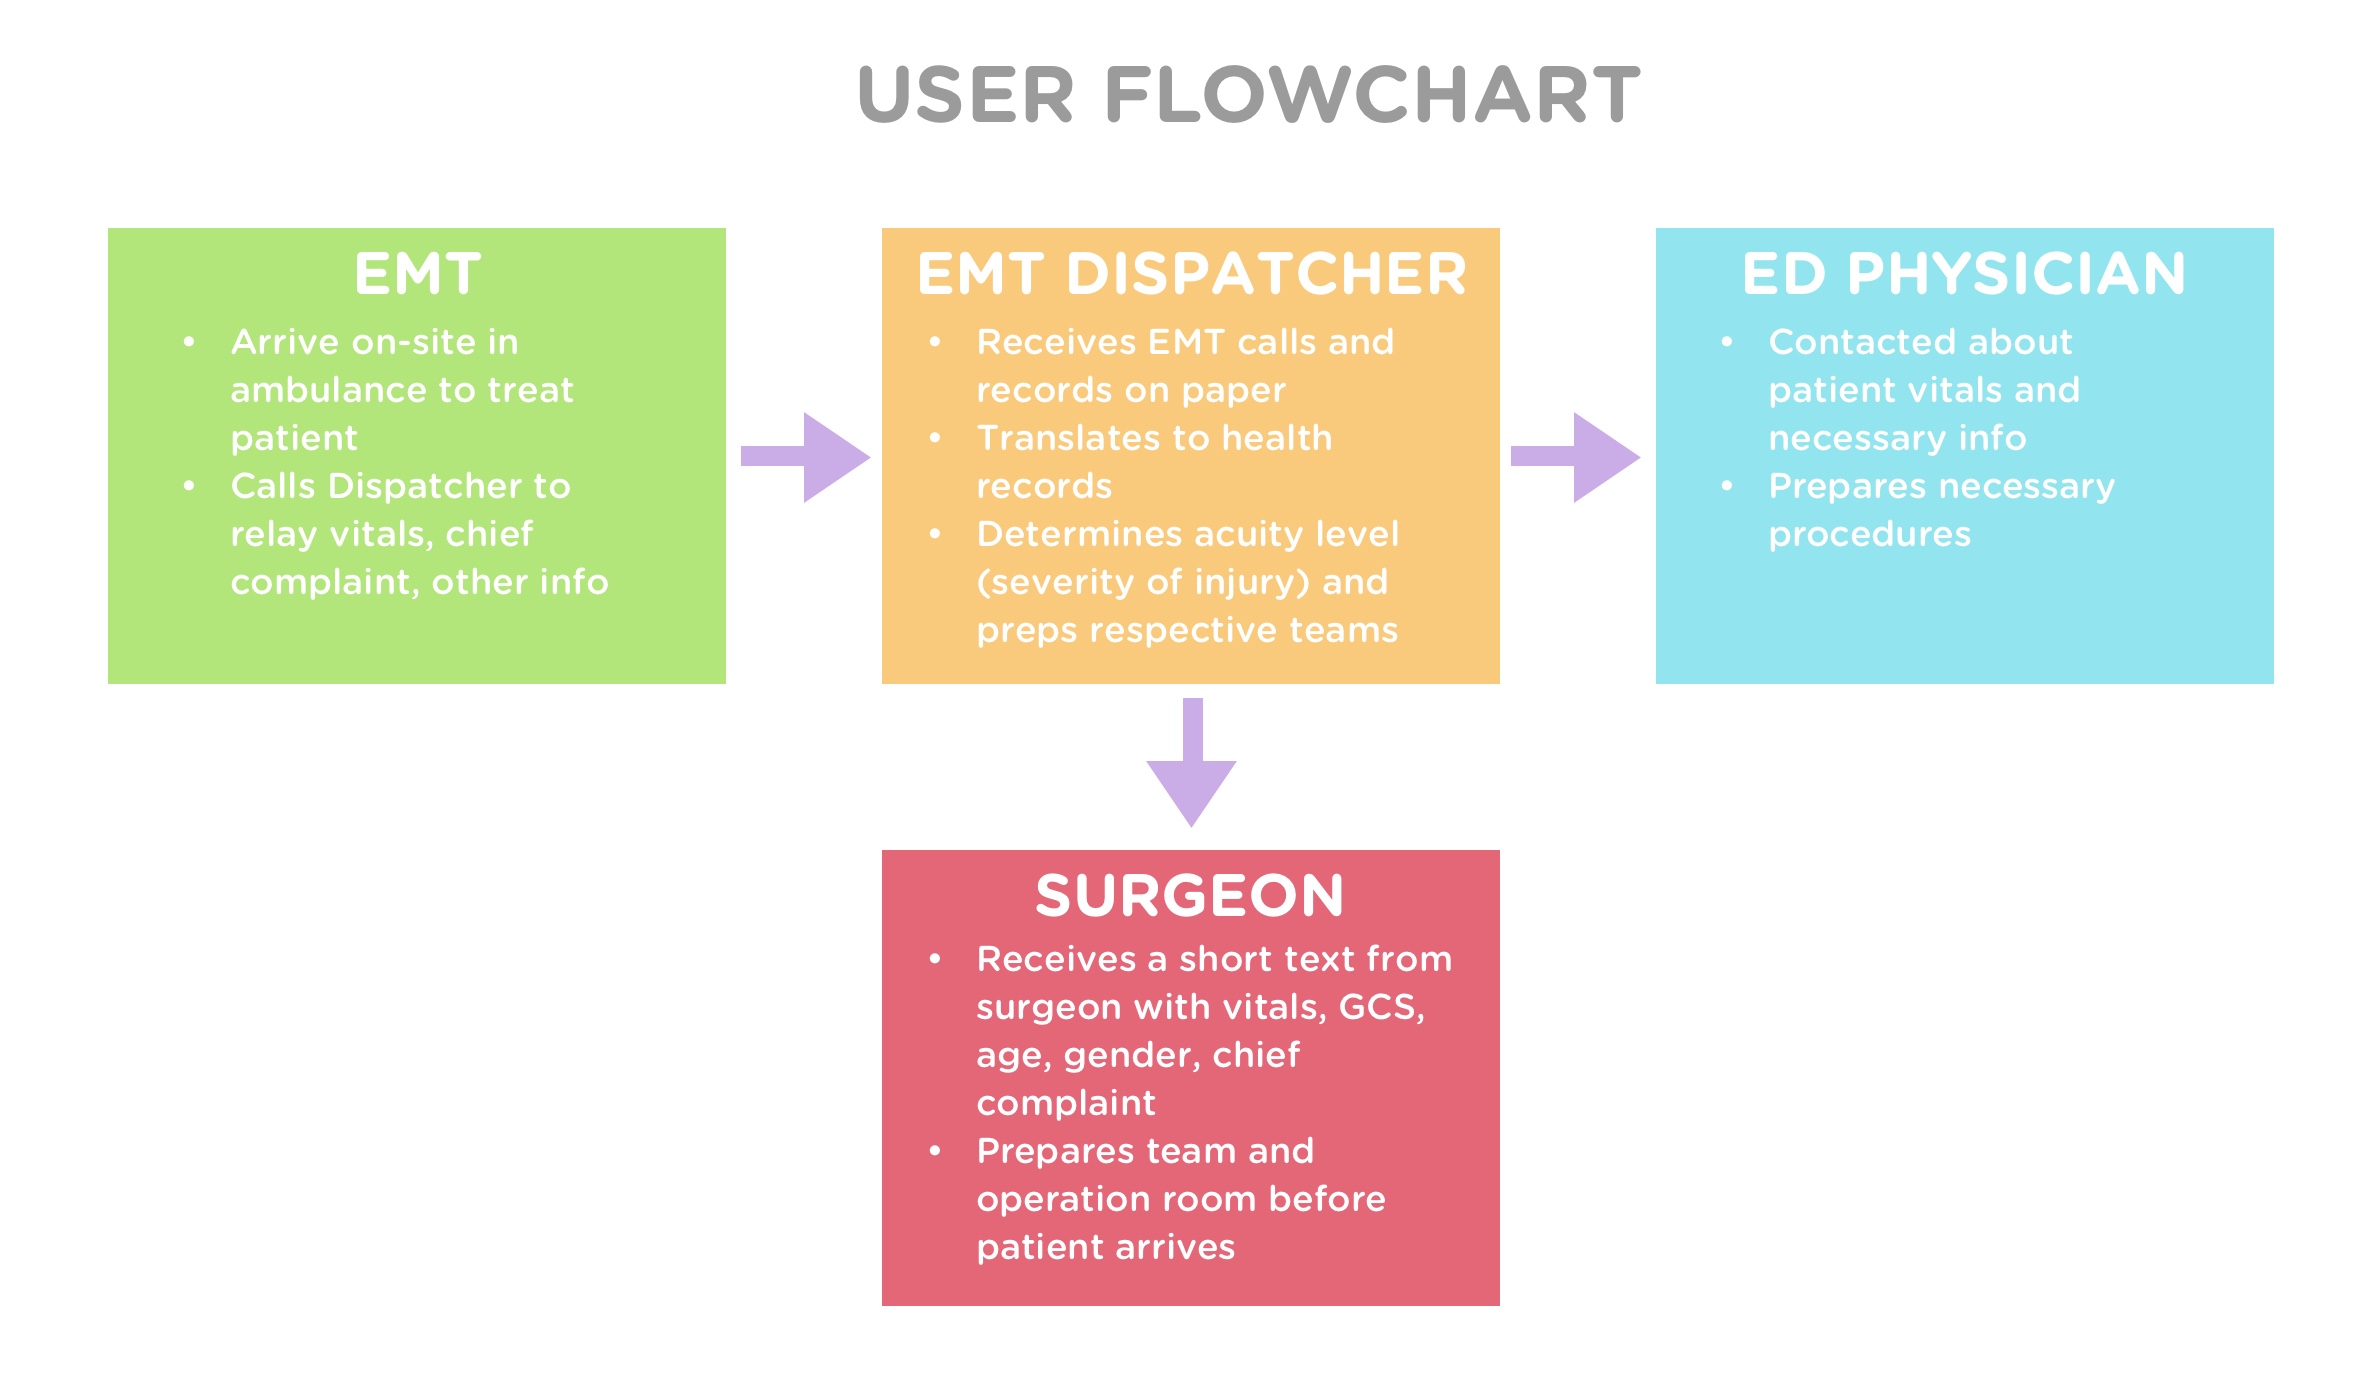 USER FLOWCHART
EMT
• Arrive on-site in
ambulance to treat
patient
• Calls Dispatcher to
relay vitals, chief
complaint, other info
EMT DISPATCHER
• Receives EMT calls and
records on paper
• Translates to health
records
• Determines acuity level
(severity of injury) and
preps respective teams
ED PHYSICIAN
• Contacted about
patient vitals and
necessary info
• Prepares necessary
procedures
SURGEON
• Receives a short text from
surgeon with vitals, GCS,
age, gender, chief
complaint
• Prepares team and
operation room before
patient arrives